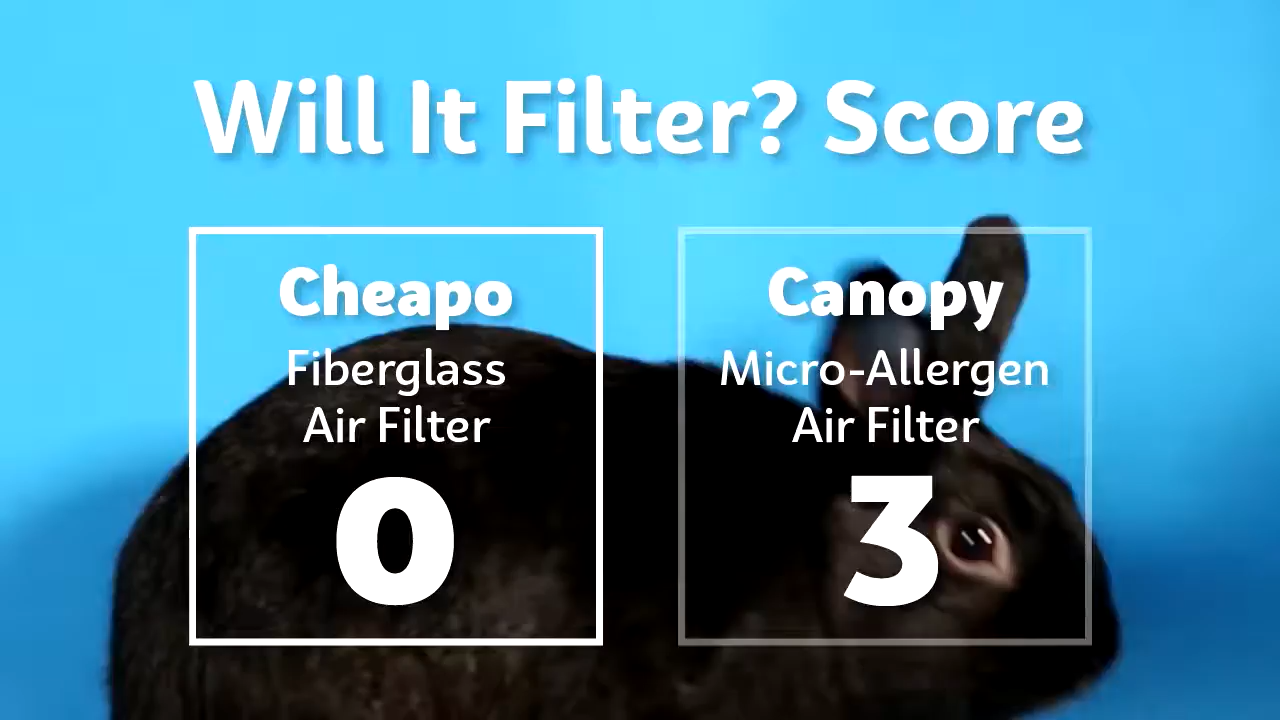 Will It Filter? Score
Cheapo
Fiberglass
Air Filter
0
Canopy
Micro-Allergen
Air Filter
3